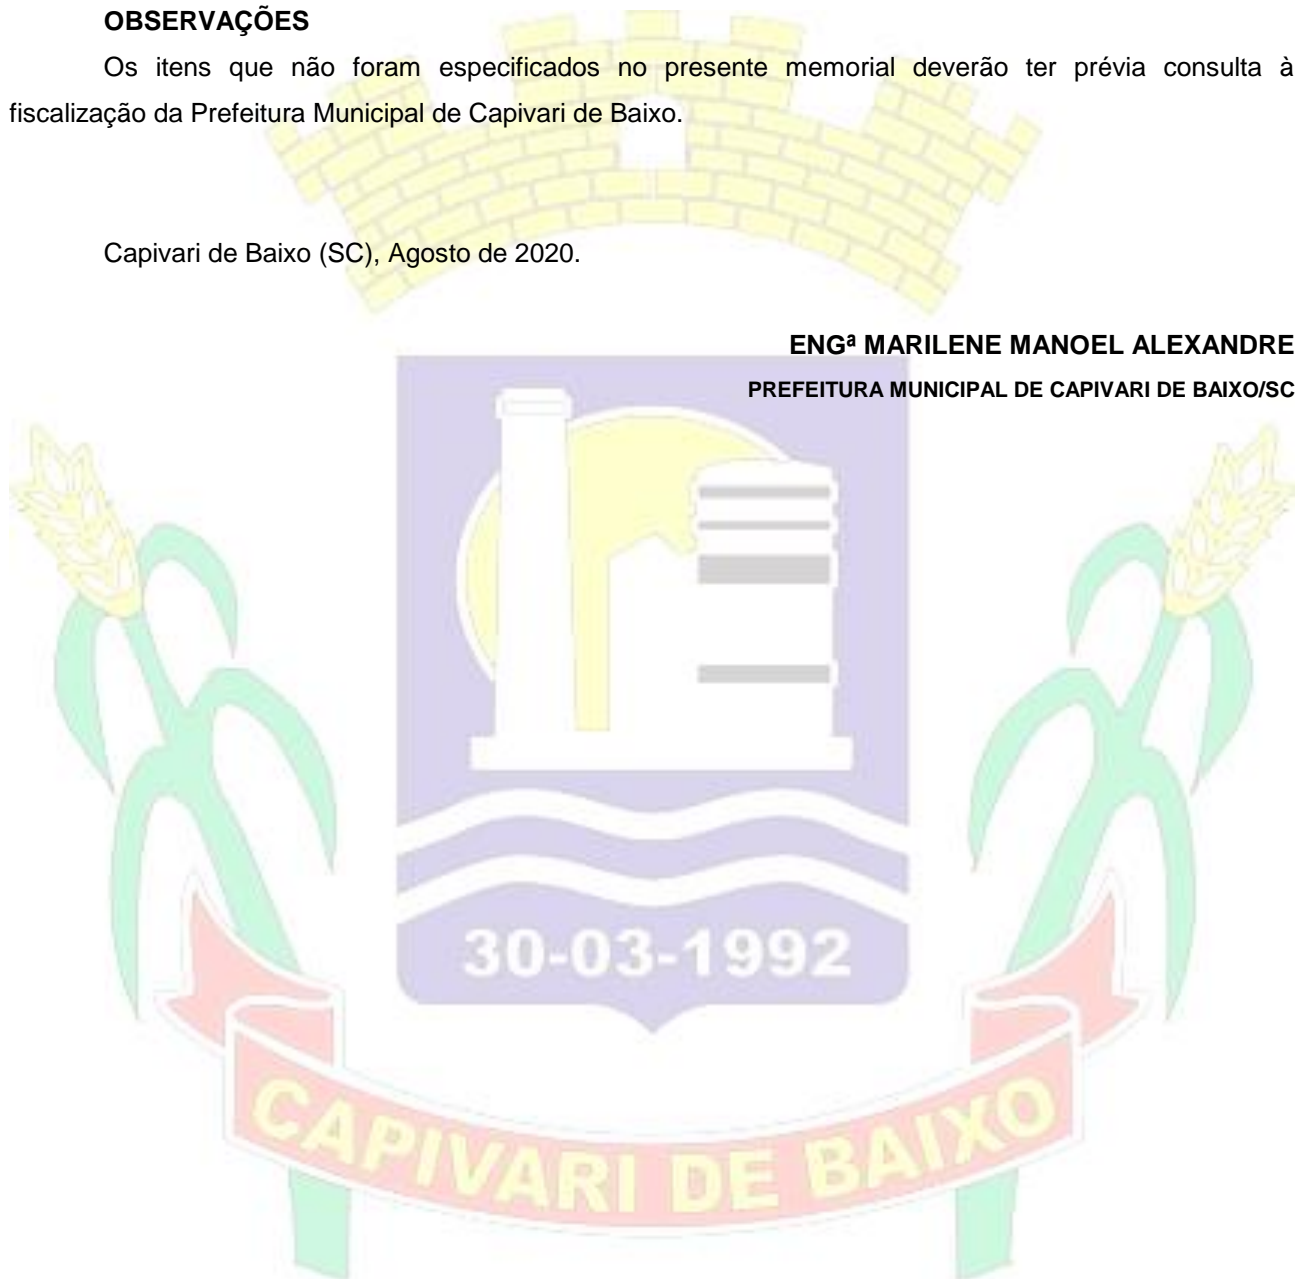 OBSERVAÇÕES
Os itens que não foram especificados no presente memorial deverão ter prévia consulta à
fiscalização da Prefeitura Municipal de Capivari de Baixo.
Capivari de Baixo (SC), Agosto de 2020.
ENGª MARILENE MANOEL ALEXANDRE
PREFEITURA MUNICIPAL DE CAPIVARI DE BAIXO/SC
30-03-1992
CAPIVARI DE BAIXO